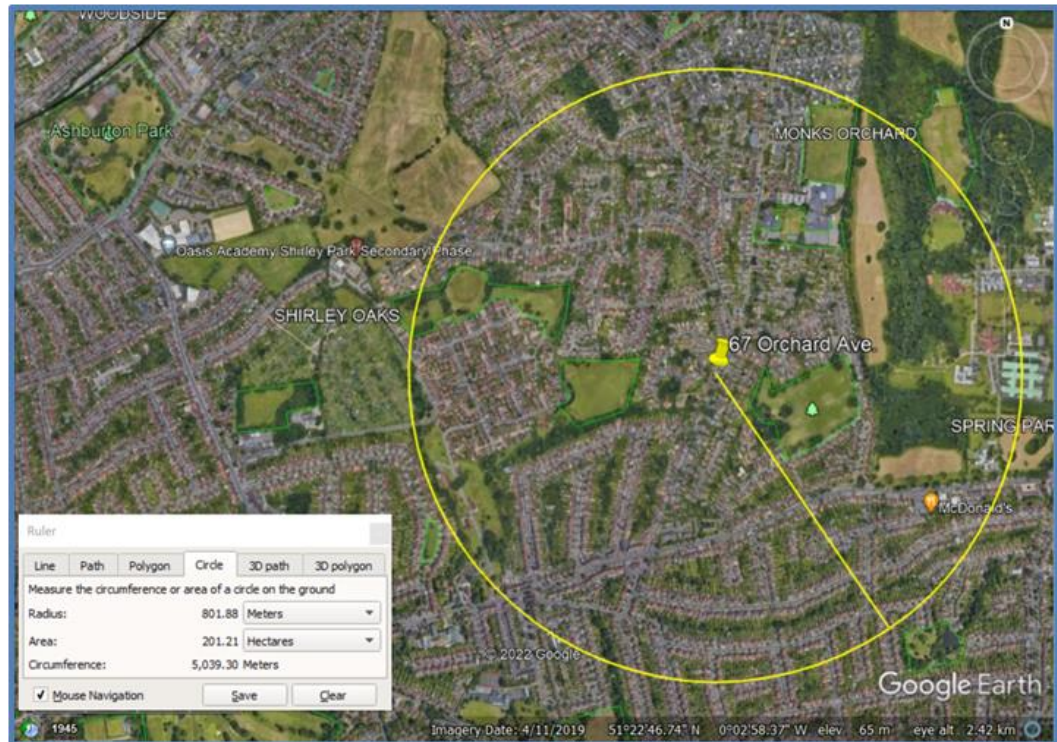 WOODSIDE
N
Ashburton Park
MONKS ORCHARD
Oasis Academy Shirley Park Secondary Phase
SHIRLEY OAKS
67 Orchard Ave
SPRING PAR
McDonald's
Ruler
Line Path Polygon Circle 3D path 3D polygon
Measure the circumference or area of a circle on the ground
Radius: 801.88 Meters
Area: 201.21 Hectares
Circumference: 5,039.30 Meters
Mouse Navigation Save Clear
© 2022 Google
Google Earth
1945 Imagery Date: 4/11/2019 51°22'46.74" N 0°02'58.37" W elev 65 m eye alt 2.42 km